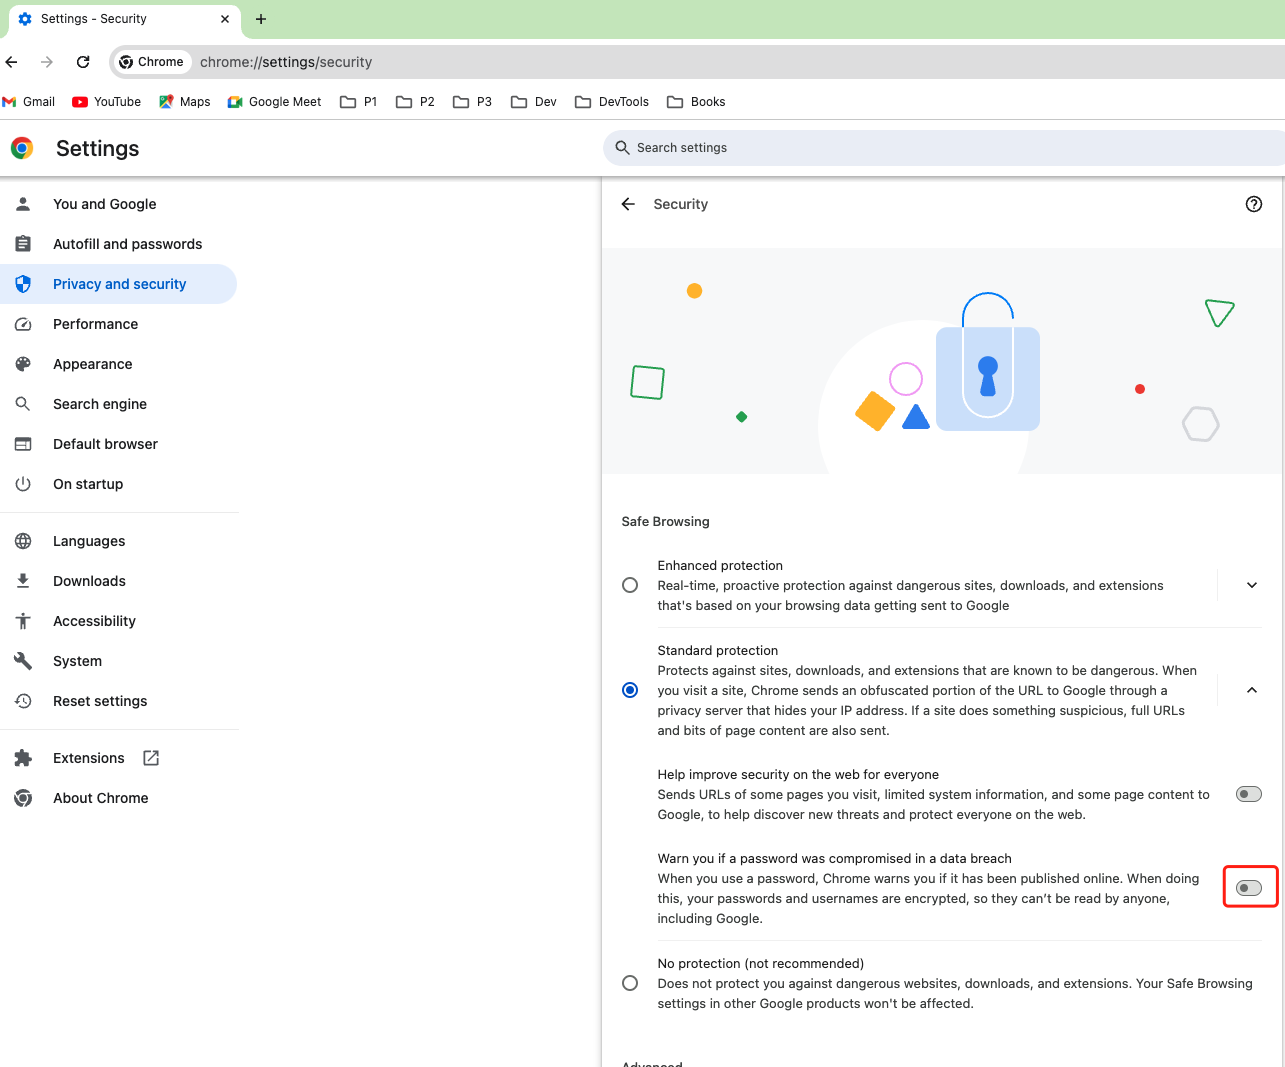 Settings - Security
Chrome
chrome://settings/security
Gmail
YouTube
Maps
Google Meet
P1
P2
P3
Dev
DevTools
Books
Settings
Search settings
You and Google
Autofill and passwords
Privacy and security
Performance
Appearance
Search engine
Default browser
On startup
Languages
Downloads
Accessibility
System
Reset settings
Extensions
About Chrome
Security
Safe Browsing
Enhanced protection
Real-time, proactive protection against dangerous sites, downloads, and extensions
that's based on your browsing data getting sent to Google
Standard protection
Protects against sites, downloads, and extensions that are known to be dangerous. When
you visit a site, Chrome sends an obfuscated portion of the URL to Google through a
privacy server that hides your IP address. If a site does something suspicious, full URLs
and bits of page content are also sent.
Help improve security on the web for everyone
Sends URLs of some pages you visit, limited system information, and some page content to
Google, to help discover new threats and protect everyone on the web.
Warn you if a password was compromised in a data breach
When you use a password, Chrome warns you if it has been published online. When doing
this, your passwords and usernames are encrypted, so they can’t be read by anyone,
including Google.
No protection (not recommended)
Does not protect you against dangerous websites, downloads, and extensions. Your Safe Browsing
settings in other Google products won't be affected.
Advanced